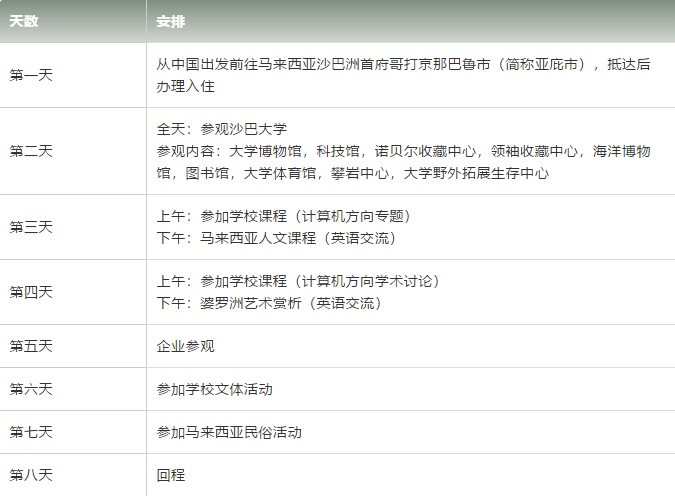 天数 安排
第一天
从中国出发前往马来西亚沙巴洲首府哥打京那巴鲁市（简称亚庇市），抵达后
办理入住
第二天
全天：参观沙巴大学
参观内容：大学博物馆，科技馆，诺贝尔收藏中心，领袖收藏中心，海洋博物
馆，图书馆，大学体育馆，攀岩中心，大学野外拓展生存中心
第三天
上午：参加学校课程（计算机方向专题）
下午：马来西亚人文课程（英语交流）
第四天
上午：参加学校课程（计算机方向学术讨论）
下午：婆罗洲艺术赏析（英语交流）
第五天 企业参观
第六天 参加学校文体活动
第七天 参加马来西亚民俗活动
第八天 回程